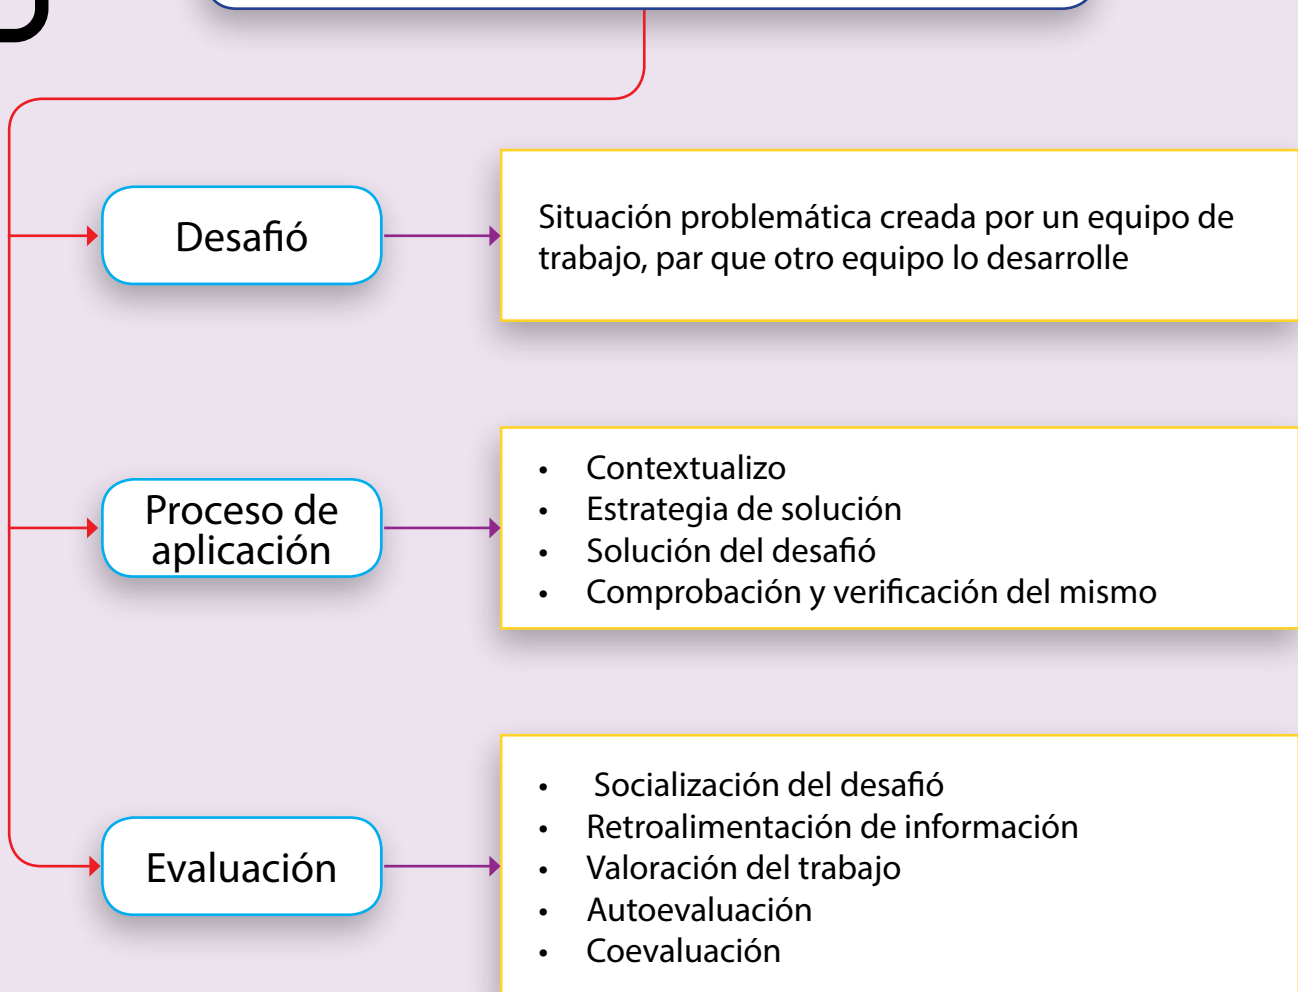 Desafió
Situación problemática creada por un equipo de
trabajo, par que otro equipo lo desarrolle
Proceso de
aplicación
• Contextualizo
• Estrategia de solución
• Solución del desafió
• Comprobación y verificación del mismo
Evaluación
• Socialización del desafió
• Retroalimentación de información
• Valoración del trabajo
• Autoevaluación
• Coevaluación